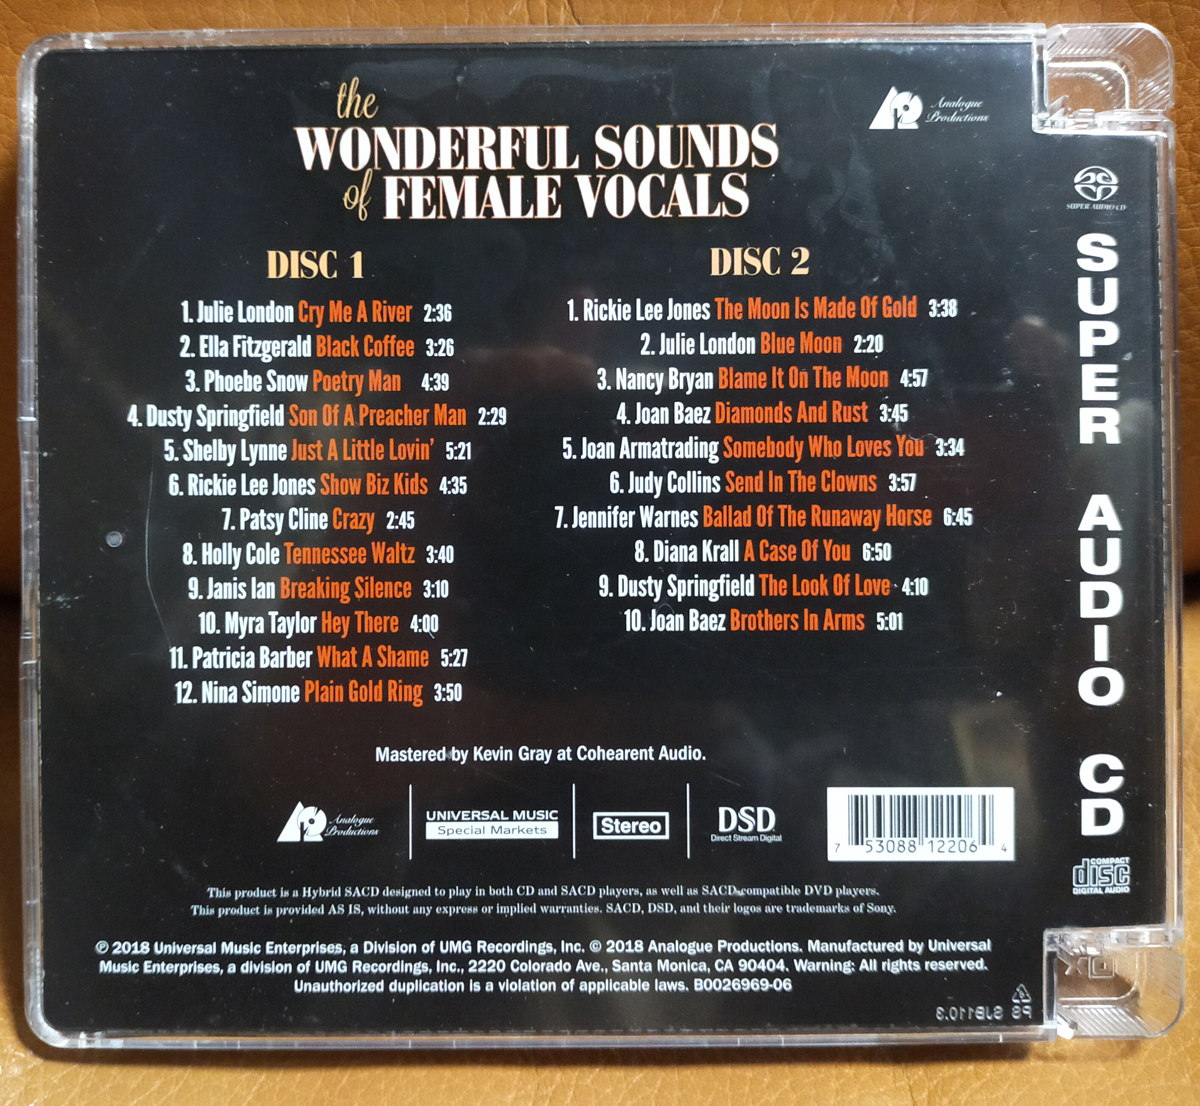 the
WONDERFUL SOUNDS
of FEMALE VOCALS
Analogue
Productions
DISC 1
1. Julie London Cry Me A River 2:36
2. Ella Fitzgerald Black Coffee 3:26
3. Phoebe Snow Poetry Man 4:39
4. Dusty Springfield Son Of A Preacher Man 2:29
5. Shelby Lynne Just A Little Lovin' 5:21
6. Rickie Lee Jones Show Biz Kids 4:35
7. Patsy Cline Crazy 2:45
8. Holly Cole Tennessee Waltz 3:40
9. Janis Ian Breaking Silence 3:10
10. Myra Taylor Hey There 4:00
11. Patricia Barber What A Shame 5:27
12. Nina Simone Plain Gold Ring 3:50
DISC 2
1. Rickie Lee Jones The Moon Is Made Of Gold 3:38
2. Julie London Blue Moon 2:20
3. Nancy Bryan Blame It On The Moon 4:57
4. Joan Baez Diamonds And Rust 3:45
5. Joan Armatrading Somebody Who Loves You 3:34
6. Judy Collins Send In The Clowns 3:57
7. Jennifer Warnes Ballad Of The Runaway Horse 6:45
8. Diana Krall A Case Of You 6:50
9. Dusty Springfield The Look Of Love 4:10
10. Joan Baez Brothers In Arms 5:01
Mastered by Kevin Gray at Cohearent Audio.
Analogue
Productions
UNIVERSAL MUSIC
Special Markets
Stereo
DSD
Direct Stream Digital
7 53088 12206 4
This product is a Hybrid SACD designed to play in both CD and SACD players, as well as SACD-compatible DVD players.
This product is provided AS IS, without any express or implied warranties. SACD, DSD, and their logos are trademarks of Sony.
℗ 2018 Universal Music Enterprises, a Division of UMG Recordings, Inc. © 2018 Analogue Productions. Manufactured by Universal
Music Enterprises, a division of UMG Recordings, Inc., 2220 Colorado Ave., Santa Monica, CA 90404. Warning: All rights reserved.
Unauthorized duplication is a violation of applicable laws. B0026969-06
SUPER AUDIO CD
SUPER AUDIO CD
COMPACT
disc
DIGITAL AUDIO